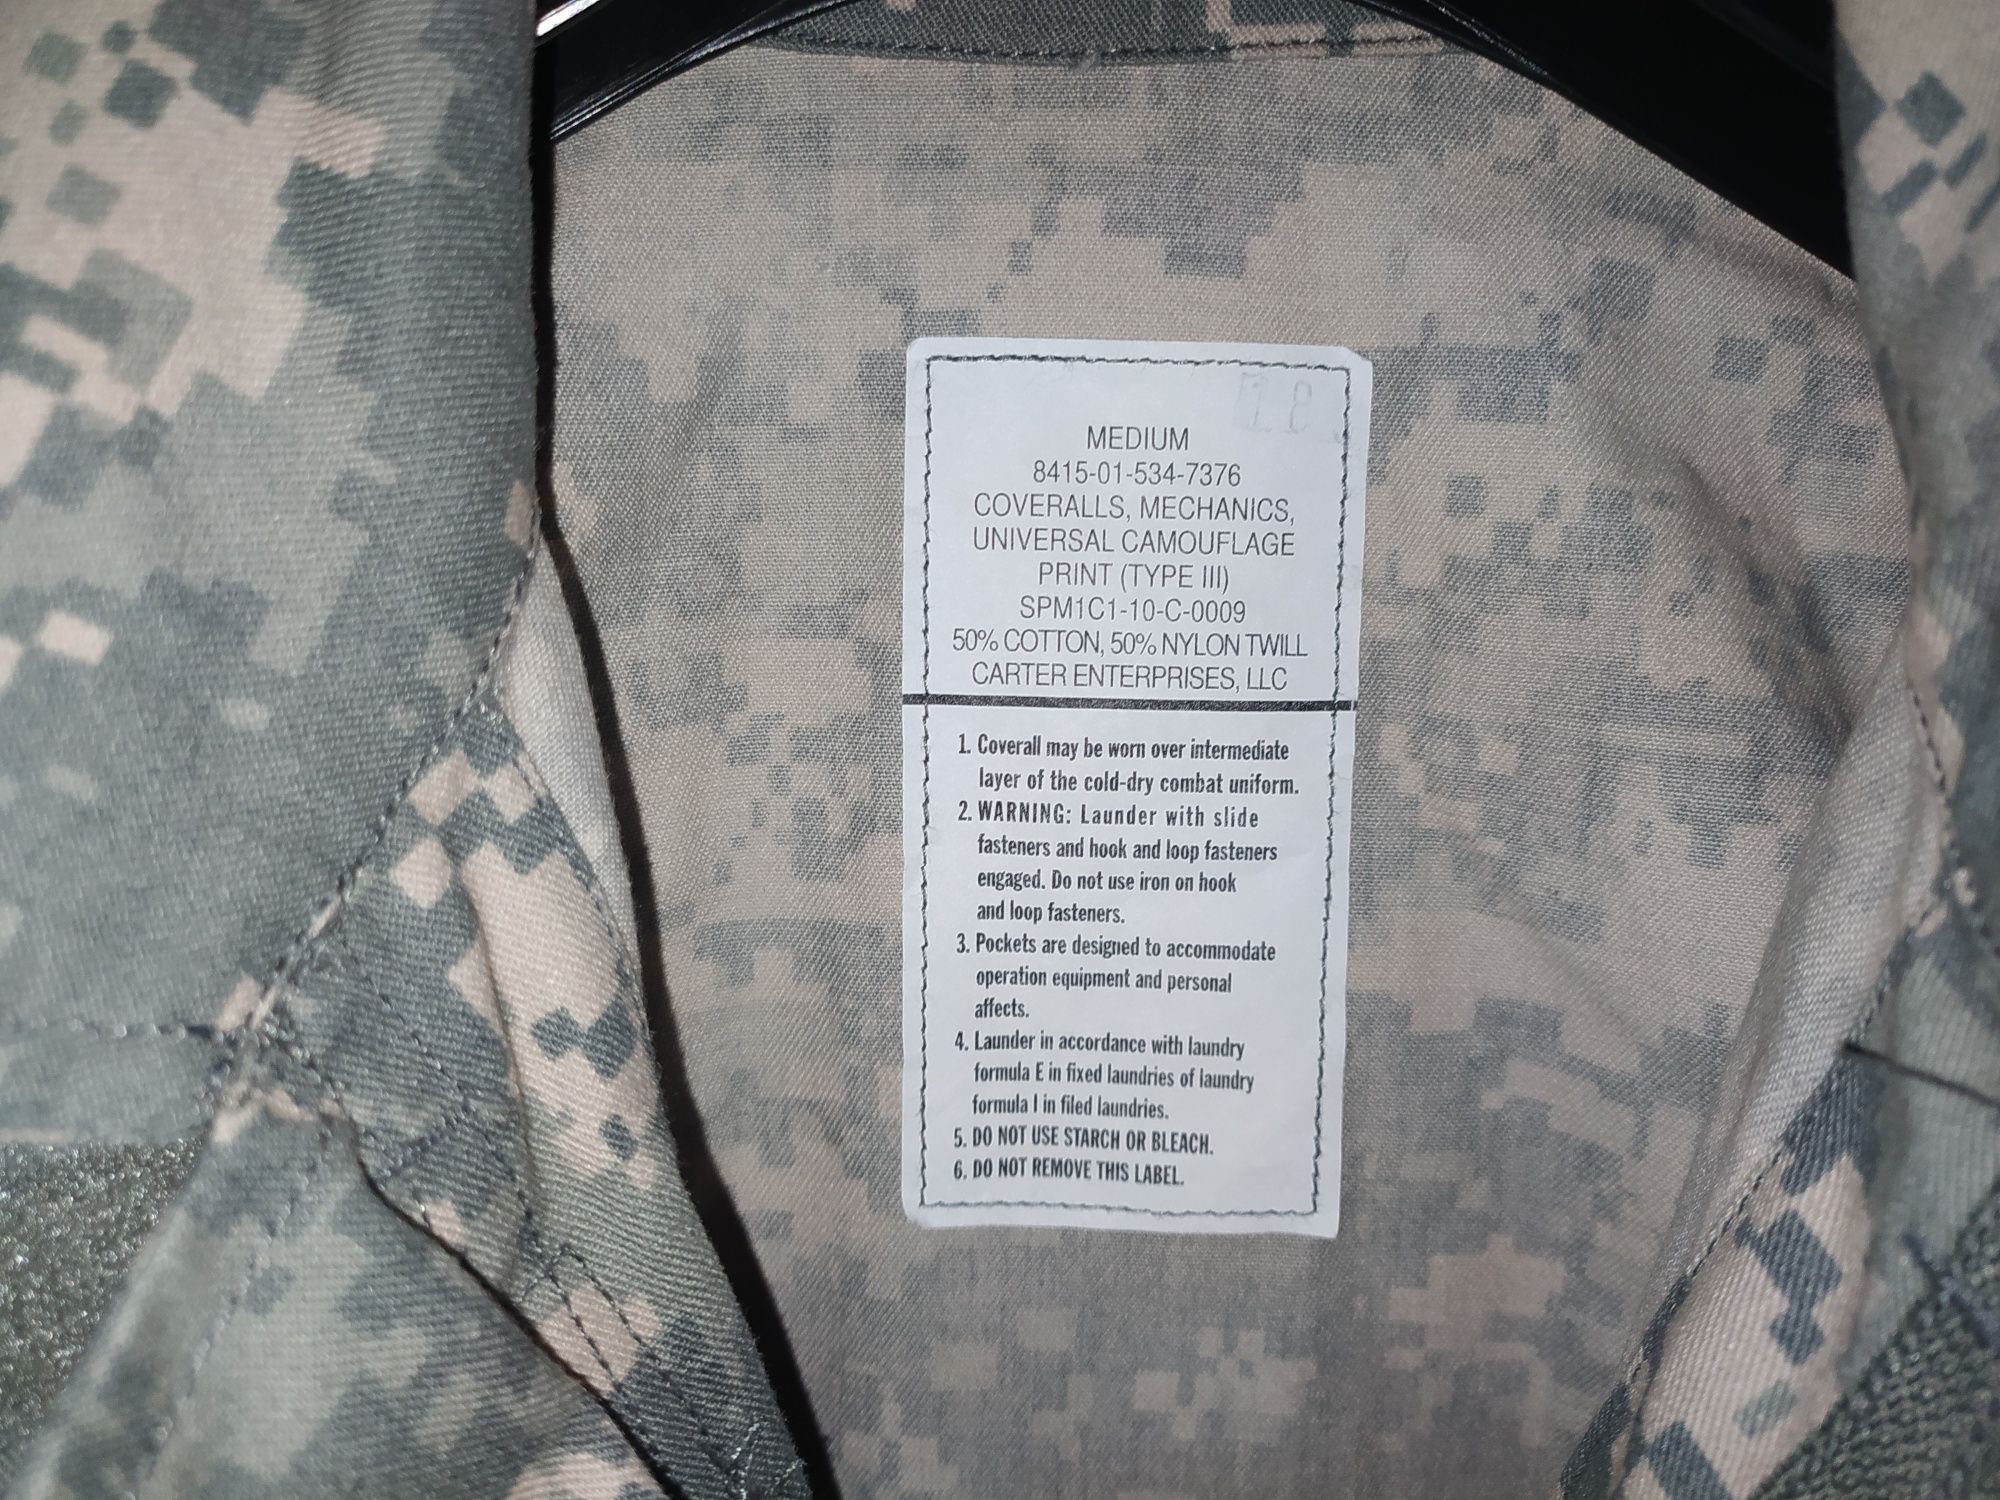 18
MEDIUM
8415-01-534-7376
COVERALLS, MECHANICS,
UNIVERSAL CAMOUFLAGE
PRINT (TYPE III)
SPM1C1-10-C-0009
50% COTTON, 50% NYLON TWILL
CARTER ENTERPRISES, LLC
1. Coverall may be worn over intermediate
layer of the cold-dry combat uniform.
2. WARNING: Launder with slide
fasteners and hook and loop fasteners
engaged. Do not use iron on hook
and loop fasteners.
3. Pockets are designed to accommodate
operation equipment and personal
affects.
4. Launder in accordance with laundry
formula E in fixed laundries of laundry
formula I in filed laundries.
5. DO NOT USE STARCH OR BLEACH.
6. DO NOT REMOVE THIS LABEL.